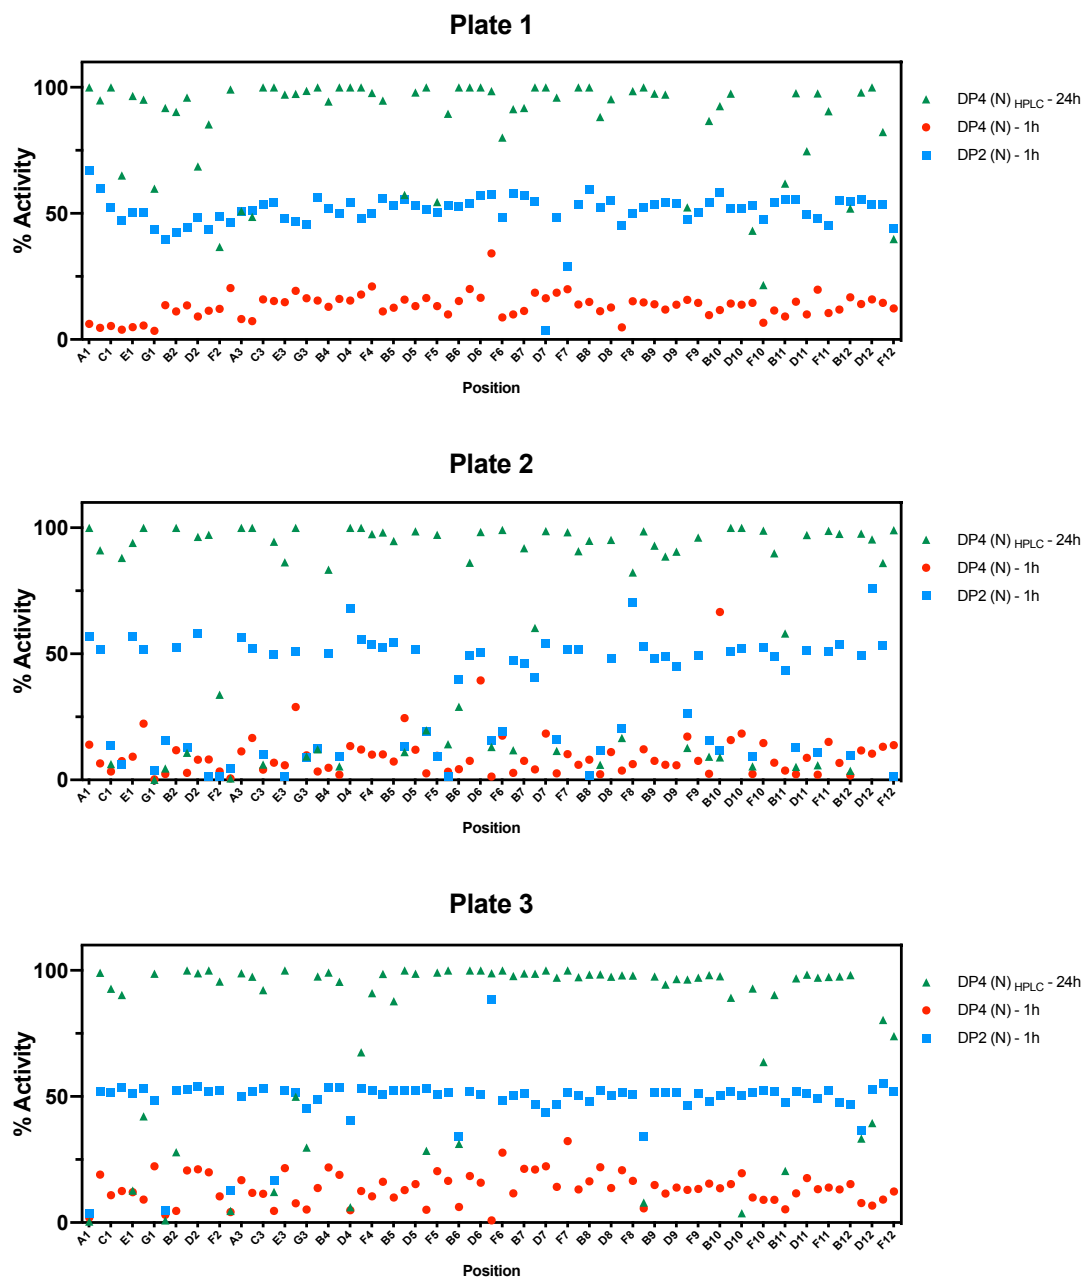 Plate 1
% Activity
100
50
0
A1 C1 E1 G1 B2 D2 F2 A3 C3 E3 G3 B4 D4 F4 B5 D5 F5 B6 D6 F6 B7 D7 F7 B8 D8 F8 B9 D9 F9 B10 D10 F10 B11 D11 F11 B12 D12 F12
Position
DP4 (N) HPLC - 24h
DP4 (N) - 1h
DP2 (N) - 1h
Plate 2
% Activity
100
50
0
A1 C1 E1 G1 B2 D2 F2 A3 C3 E3 G3 B4 D4 F4 B5 D5 F5 B6 D6 F6 B7 D7 F7 B8 D8 F8 B9 D9 F9 B10 D10 F10 B11 D11 F11 B12 D12 F12
Position
DP4 (N) HPLC - 24h
DP4 (N) - 1h
DP2 (N) - 1h
Plate 3
% Activity
100
50
0
A1 C1 E1 G1 B2 D2 F2 A3 C3 E3 G3 B4 D4 F4 B5 D5 F5 B6 D6 F6 B7 D7 F7 B8 D8 F8 B9 D9 F9 B10 D10 F10 B11 D11 F11 B12 D12 F12
Position
DP4 (N) HPLC - 24h
DP4 (N) - 1h
DP2 (N) - 1h